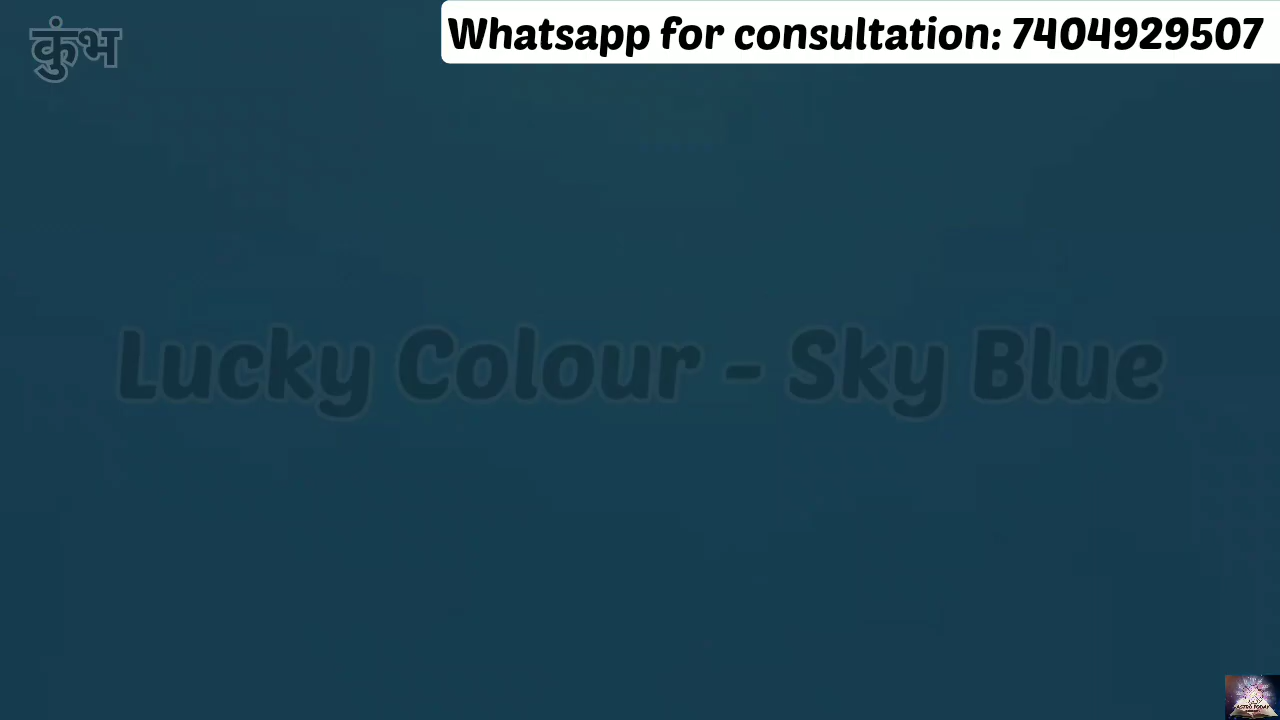 कुंभ
Whatsapp for consultation: 7404929507
Lucky Colour - Sky Blue